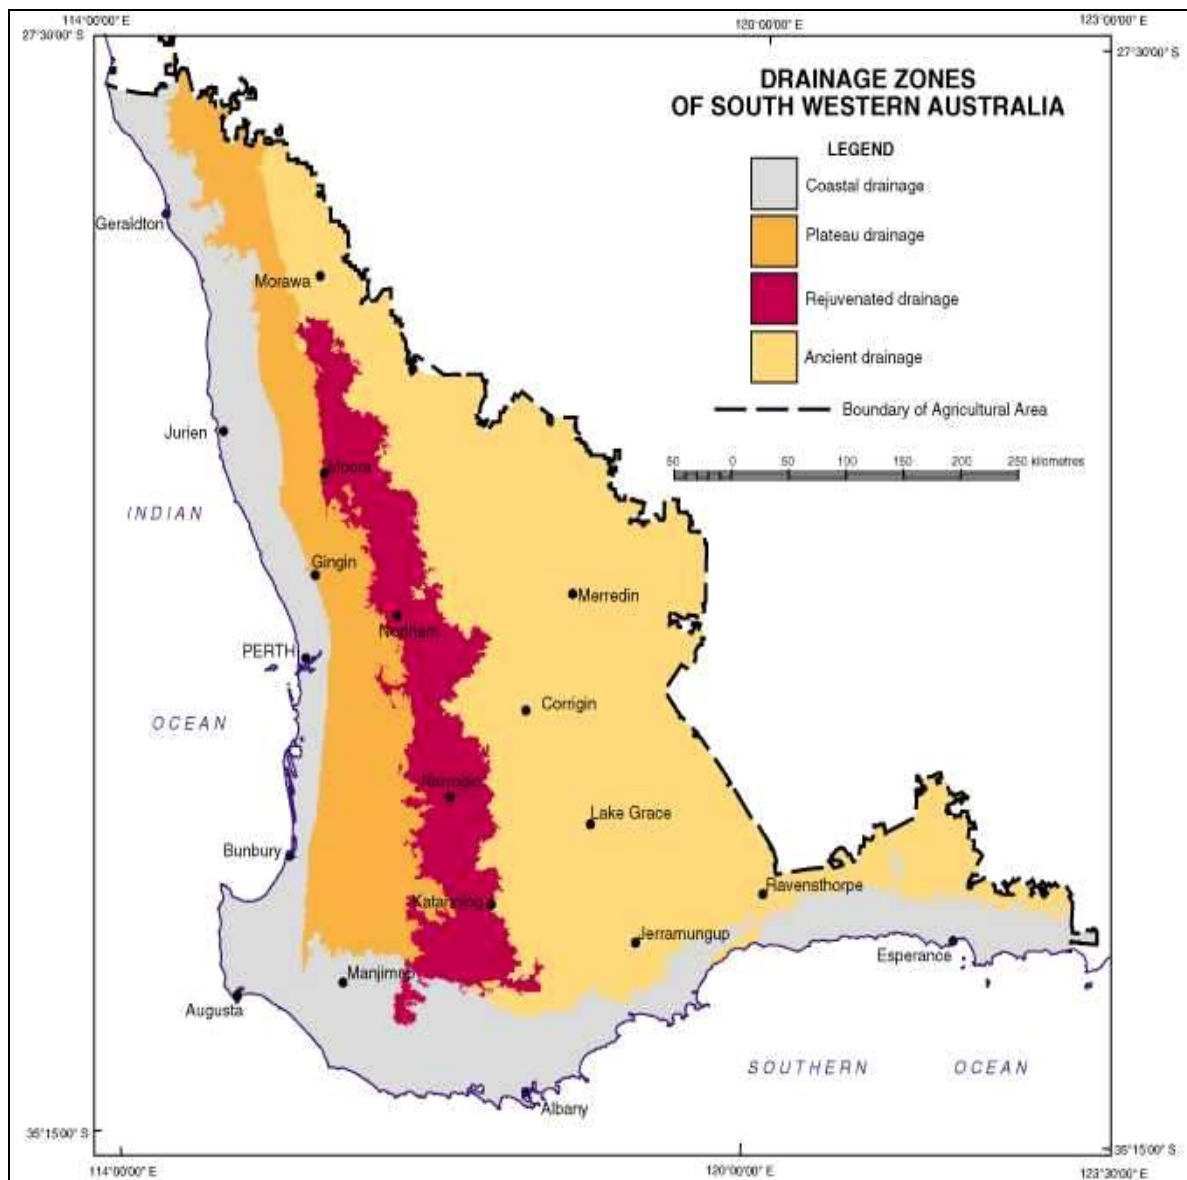 114°00'00" E
120°00'00" E
123°00'00" E
27°30'00" S
27°30'00" S
DRAINAGE ZONES
OF SOUTH WESTERN AUSTRALIA
LEGEND
Coastal drainage
Plateau drainage
Rejuvenated drainage
Ancient drainage
Boundary of Agricultural Area
50 0 50 100 150 200 250 kilometres
Geraldton
Morawa
Jurien
Moora
INDIAN
Gingin
Merredin
Northam
PERTH
Corrigin
OCEAN
Narrogin
Lake Grace
Bunbury
Ravensthorpe
Katanning
Jerramungup
Esperance
Manjimup
Augusta
SOUTHERN OCEAN
Albany
35°15'00" S
35°15'00" S
114°00'00" E
120°00'00" E
123°30'00" E